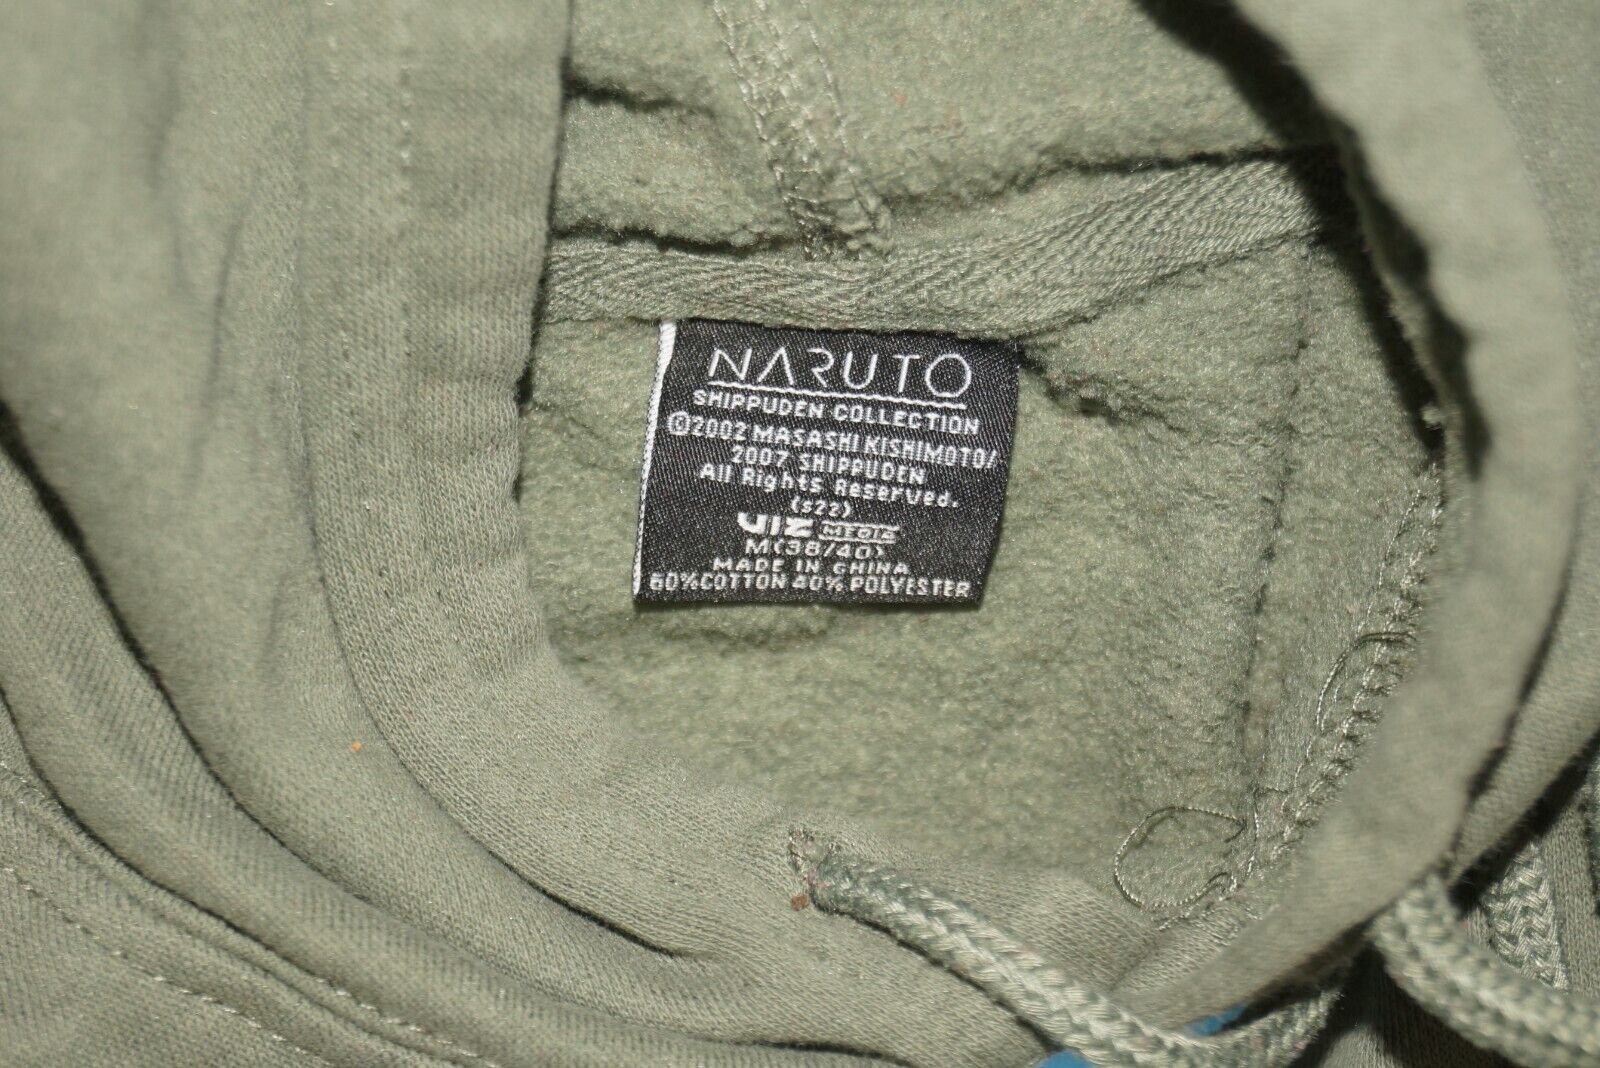 NARUTO
SHIPPUDEN COLLECTION
©2002 MASASHI KISHIMOTO/
2007 SHIPPUDEN
All Rights Reserved.
(S22)
VIZ MEDIA
M(38/40)
MADE IN CHINA
60%COTTON 40% POLYESTER